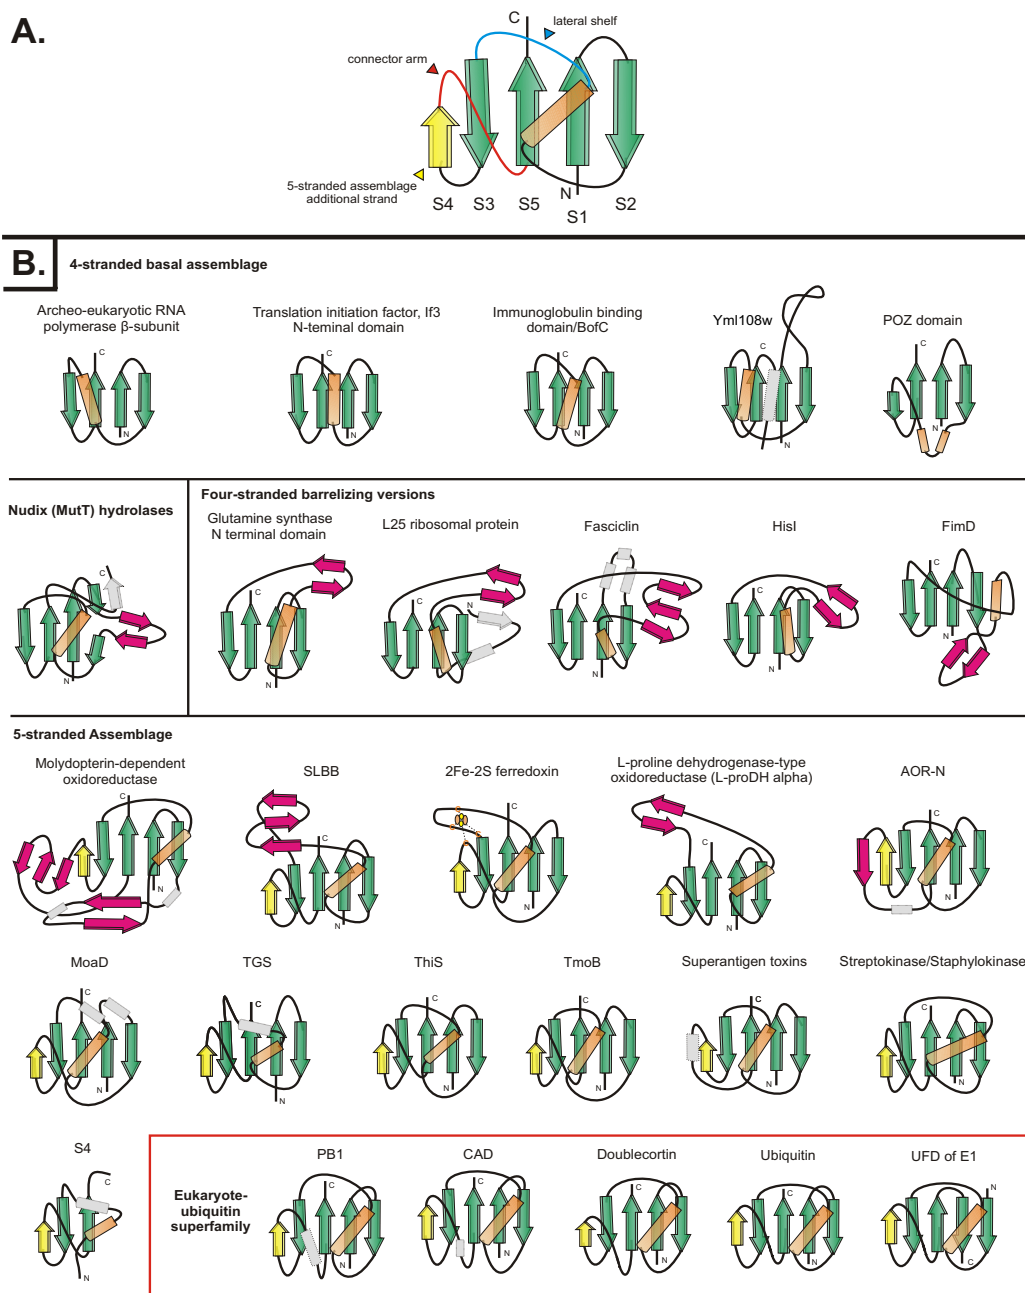 A.
C
lateral shelf
connector arm
5-stranded assemblage
additional strand
N
S4
S3
S5
S1
S2
B.
4-stranded basal assemblage
Archeo-eukaryotic RNA
polymerase β-subunit
C
N
Translation initiation factor, If3
N-teminal domain
C
N
Immunoglobulin binding
domain/BofC
C
N
Yml108w
C
N
POZ domain
C
N
Nudix (MutT) hydrolases
C
N
Four-stranded barrelizing versions
Glutamine synthase
N terminal domain
C
N
L25 ribosomal protein
C
N
Fasciclin
C
N
HisI
C
N
FimD
C
N
5-stranded Assemblage
Molydopterin-dependent
oxidoreductase
C
N
SLBB
C
N
2Fe-2S ferredoxin
C
C
C
C
C
N
L-proline dehydrogenase-type
oxidoreductase (L-proDH alpha)
C
N
AOR-N
C
N
MoaD
C
N
TGS
C
N
ThiS
C
N
TmoB
C
N
Superantigen toxins
C
N
Streptokinase/Staphylokinase
C
N
S4
C
N
Eukaryote-
ubiquitin
superfamily
PB1
C
N
CAD
C
N
Doublecortin
C
N
Ubiquitin
C
N
UFD of E1
N
C